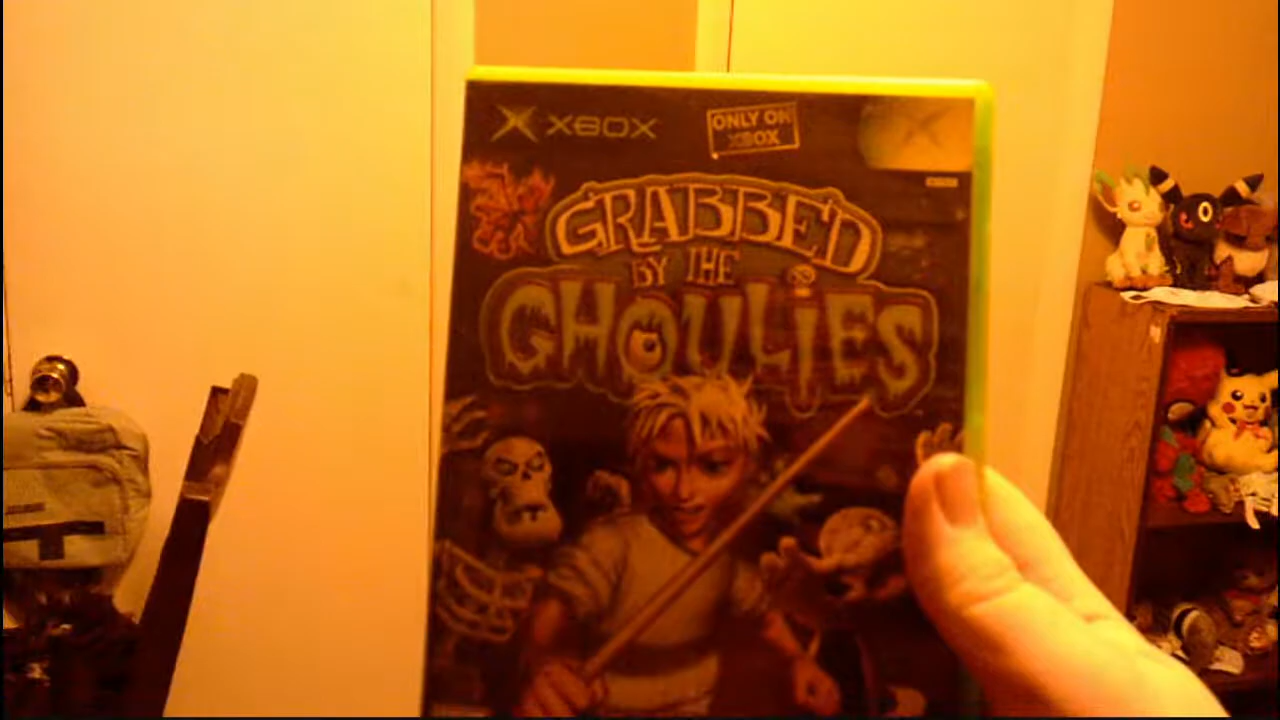 XBOX
ONLY ON
XBOX
GRABBED
BY THE
GHOULIES